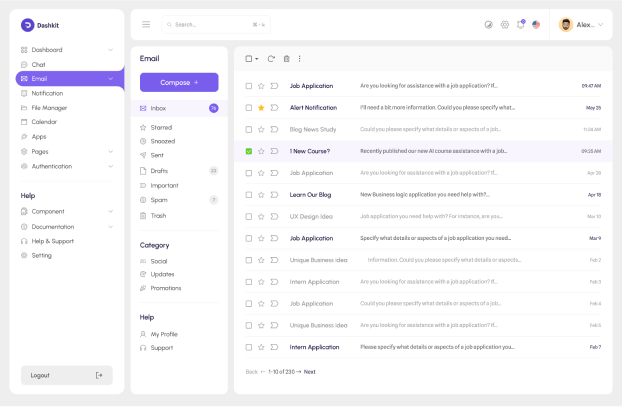 Dashkit
Dashboard
Chat
Email
Notification
File Manager
Calendar
Apps
Pages
Authentication
Help
Component
Documentation
Help & Support
Setting
Logout
Search...
Alex...
Email
Compose +
Inbox
Starred
Snoozed
Sent
Drafts
Important
Spam 7
Trash
Category
Social
Updates
Promotions
Help
My Profile
Support
Job Application Are you looking for assistance with a job application? If... 09:47 AM
Alert Notification I'll need a bit more information. Could you please specify what... May 25
Blog News Study Could you please specify what details or aspects of a job... 11:24 AM
1 New Course? Recently published our new AI course assistance with a job... 09:25 AM
Job Application Are you looking for assistance with a job application? If... Apr 28
Learn Our Blog New Business logic application you need help with?... Apr 18
UX Design Idea Job application you need help with? For instance, are you... Mar 10
Job Application Specify what details or aspects of a job application you need... Mar 9
Unique Business idea Information. Could you please specify what details or aspects... Feb 2
Intern Application Are you looking for assistance with a job application? If... Feb 3
Job Application Could you please specify what details or aspects of a job... Feb 4
Unique Business idea Are you looking for assistance with a job application? If... Feb 5
Intern Application Please specify what details or aspects of a job application you... Feb 7
Back ← 1-10 of 230 → Next